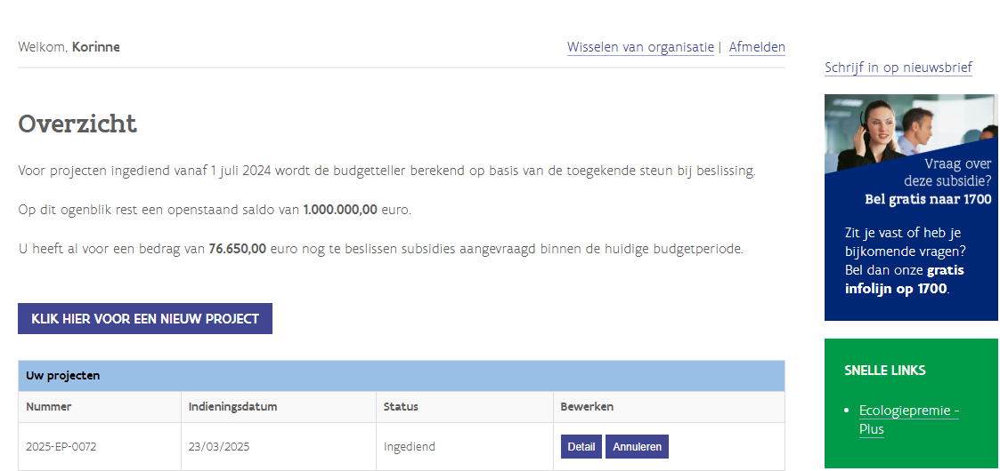 Welkom, Korinne
Wisselen van organisatie | Afmelden
Overzicht
Voor projecten ingediend vanaf 1 juli 2024 wordt de budgetteller berekend op basis van de toegekende steun bij beslissing.
Op dit ogenblik rest een openstaand saldo van 1.000.000,00 euro.
U heeft al voor een bedrag van 76.650,00 euro nog te beslissen subsidies aangevraagd binnen de huidige budgetperiode.
KLIK HIER VOOR EEN NIEUW PROJECT
Uw projecten
Nummer Indieningsdatum Status Bewerken
2025-EP-0072 23/03/2025 Ingediend Detail Annuleren
Schrijf in op nieuwsbrief
Vraag over
deze subsidie?
Bel gratis naar 1700
Zit je vast of heb je
bijkomende vragen?
Bel dan onze gratis
infolijn op 1700.
SNELLE LINKS
• Ecologiepremie -
Plus